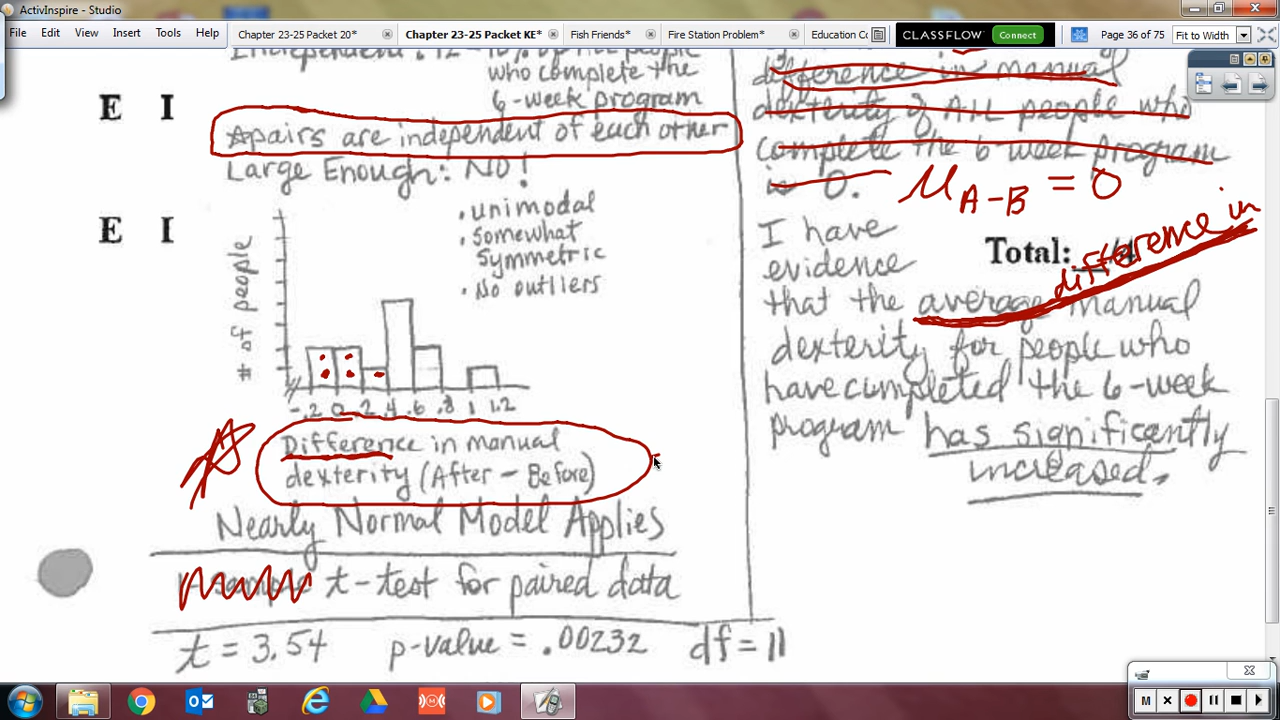 ActivInspire - Studio
File Edit View Insert Tools Help
Chapter 23-25 Packet 20*
Chapter 23-25 Packet KE*
Fish Friends*
Fire Station Problem*
Education Co
CLASSFLOW
Connect
Page 36 of 75
Fit to Width
who complete the
6-week program
E I
pairs are independent of each other
Large Enough: NO!
E I
• unimodal
• somewhat
symmetric
• No outliers
# of people
-.2 0 .2 .4 .6 .8 1 1.2
Difference in manual
dexterity (After - Before)
Nearly Normal Model Applies
1-sample t-test for paired data
t = 3.54 p-value = .00232 df = 11
difference in manual
dexterity of All people who
complete the 6-week program
is 0. μA-B = 0
I have
evidence
Total:
difference in
that the average manual
dexterity for people who
have completed the 6-week
program has significantly
increased.
M